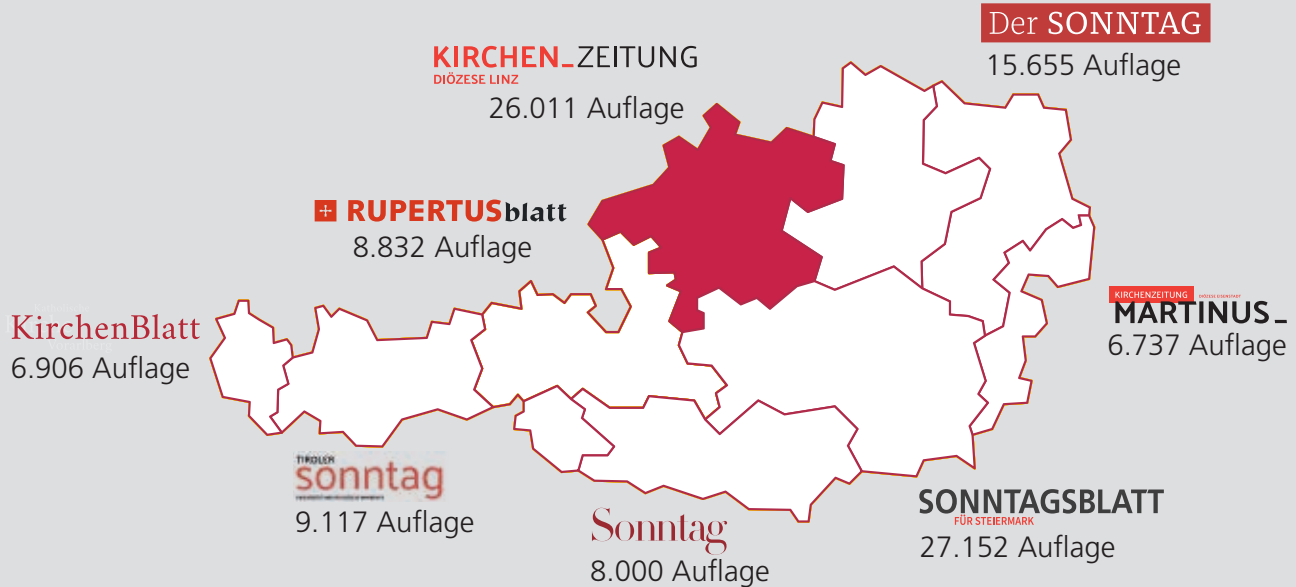 Der SONNTAG
15.655 Auflage
KIRCHEN_ZEITUNG
DIÖZESE LINZ
26.011 Auflage
RUPERTUSblatt
8.832 Auflage
KirchenBlatt
6.906 Auflage
KIRCHENZEITUNG DIÖZESE EISENSTADT
MARTINUS_
6.737 Auflage
TIROLER
sonntag
9.117 Auflage
Sonntag
8.000 Auflage
SONNTAGSBLATT
FÜR STEIERMARK
27.152 Auflage